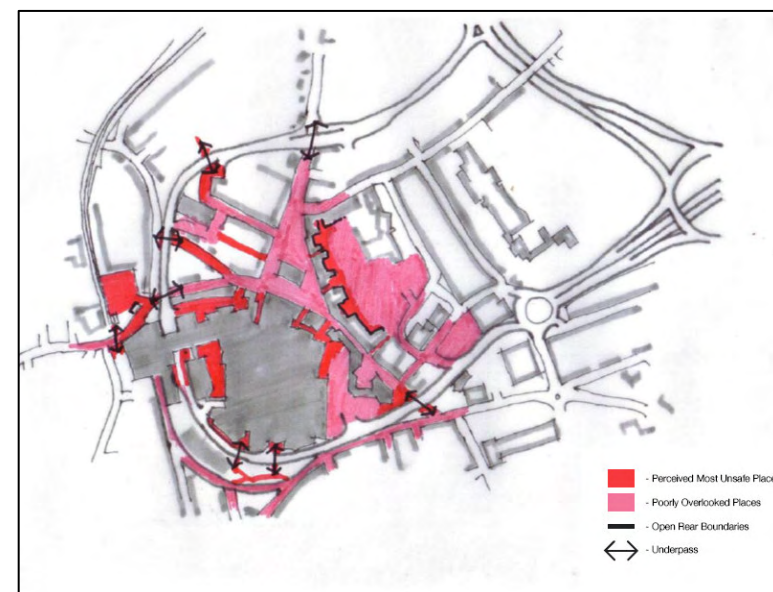 - Perceived Most Unsafe Place
- Poorly Overlooked Places
- Open Rear Boundaries
- Underpass